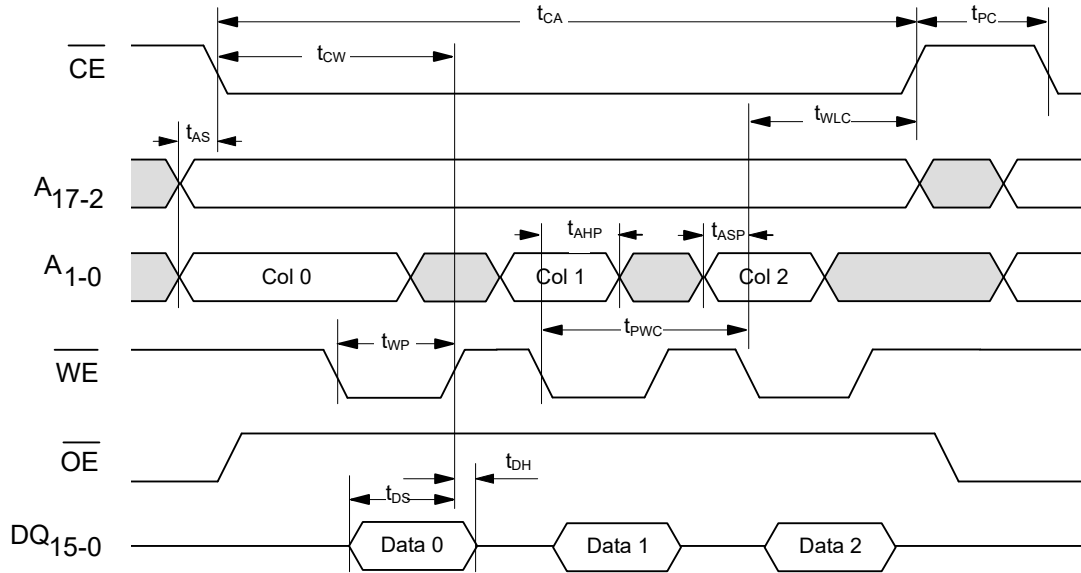 tCA
tPC
tCW
CE
tWLC
tAS
A17-2
tAHP
tASP
A1-0
Col 0
Col 1
Col 2
tPWC
tWP
WE
OE
tDH
tDS
DQ15-0
Data 0
Data 1
Data 2